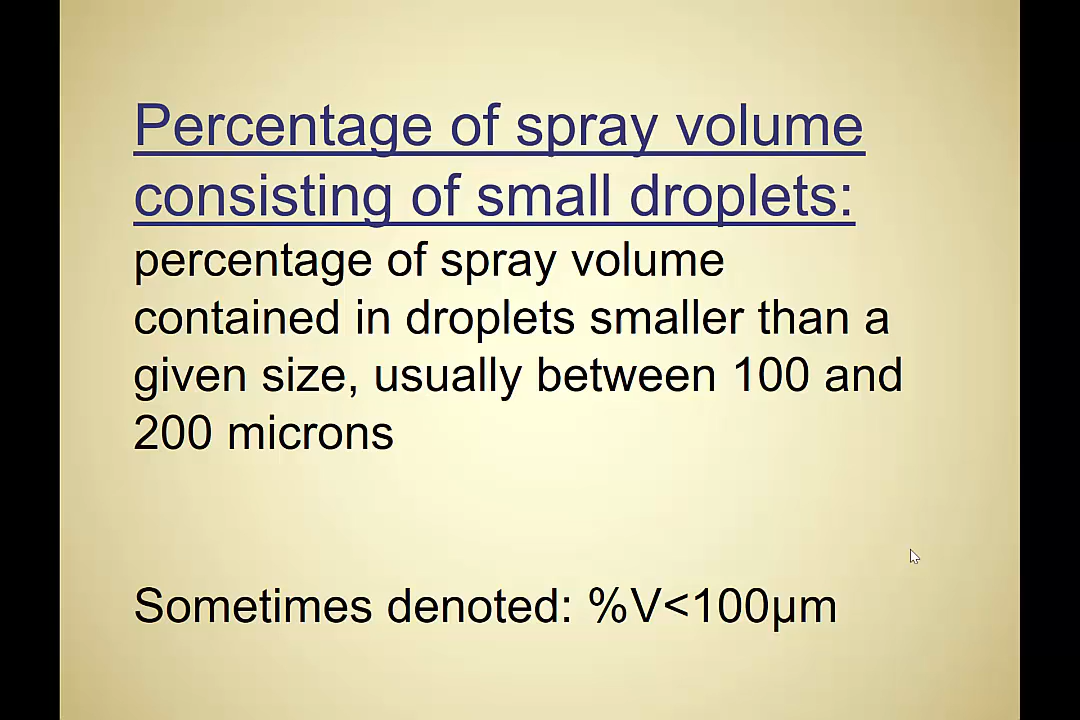 Percentage of spray volume
consisting of small droplets:
percentage of spray volume
contained in droplets smaller than a
given size, usually between 100 and
200 microns
Sometimes denoted: %V<100µm